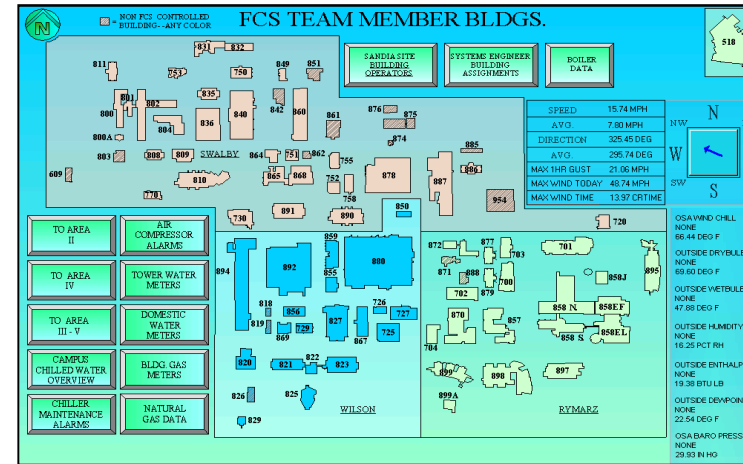 N
= NON FCS CONTROLLED
BUILDING--ANY COLOR
FCS TEAM MEMBER BLDGS.
518
SANDIA SITE
BUILDING
OPERATORS
SYSTEMS ENGINEER
BUILDING
ASSIGNMENTS
BOILER
DATA
831
832
811
753
750
849
851
801
802
835
842
860
876
875
800
804
836
840
861
874
800A
803
808
809
SWALBY
864
751
862
755
885
609
810
865
868
752
878
887
886
954
770
758
730
891
890
850
720
SPEED 15.74 MPH
AVG. 7.80 MPH
DIRECTION 325.45 DEG
AVG. 295.74 DEG
MAX 1HR GUST 21.06 MPH
MAX WIND TODAY 48.74 MPH
MAX WIND TIME 13.97 CRTIME
NW
N
W
SW
S
TO AREA
II
AIR
COMPRESSOR
ALARMS
TO AREA
IV
TOWER WATER
METERS
TO AREA
III - V
DOMESTIC
WATER
METERS
CAMPUS
CHILLED WATER
OVERVIEW
BLDG. GAS
METERS
CHILLER
MAINTENANCE
ALARMS
NATURAL
GAS DATA
894
892
859
855
880
818
819
856
869
729
827
867
726
725
727
820
821
822
823
826
825
829
WILSON
872
877
703
701
871
888
702
879
700
858J
895
870
857
858 N
858EF
704
858 S
858EL
899
898
897
899A
RYMARZ
OSA WIND CHILL
NONE
66.44 DEG F
OUTSIDE DRYBULB
NONE
69.60 DEG F
OUTSIDE WETBULB
NONE
47.88 DEG F
OUTSIDE HUMIDITY
NONE
16.25 PCT RH
OUTSIDE ENTHALP
NONE
19.38 BTU LB
OUTSIDE DEWPOIN
NONE
22.54 DEG F
OSA BARO PRESS
NONE
29.93 IN HG